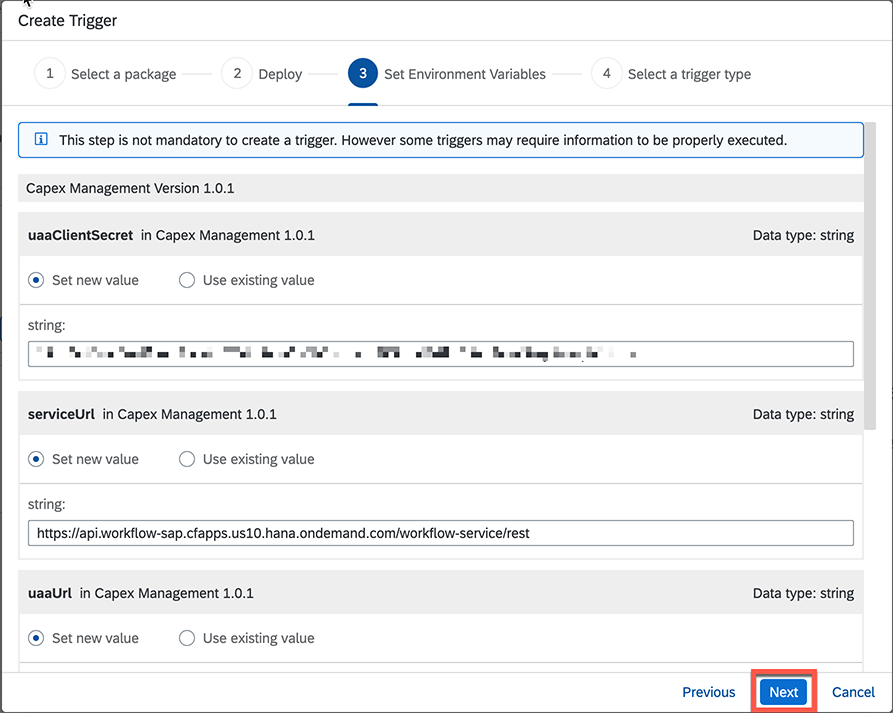 Create Trigger
1 Select a package 2 Deploy 3 Set Environment Variables 4 Select a trigger type
This step is not mandatory to create a trigger. However some triggers may require information to be properly executed.
Capex Management Version 1.0.1
uaaClientSecret in Capex Management 1.0.1 Data type: string
Set new value Use existing value
string:
serviceUrl in Capex Management 1.0.1 Data type: string
Set new value Use existing value
string:
https://api.workflow-sap.cfapps.us10.hana.ondemand.com/workflow-service/rest
uaaUrl in Capex Management 1.0.1 Data type: string
Set new value Use existing value
Previous Next Cancel